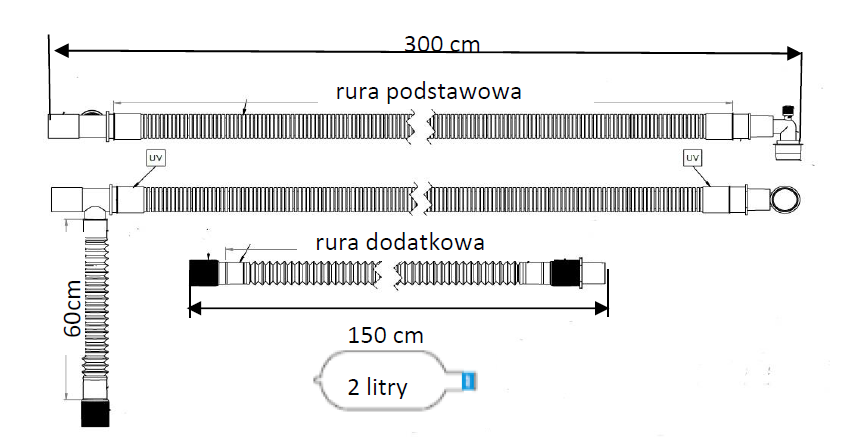 300 cm
rura podstawowa
UV
UV
rura dodatkowa
60cm
150 cm
2 litry